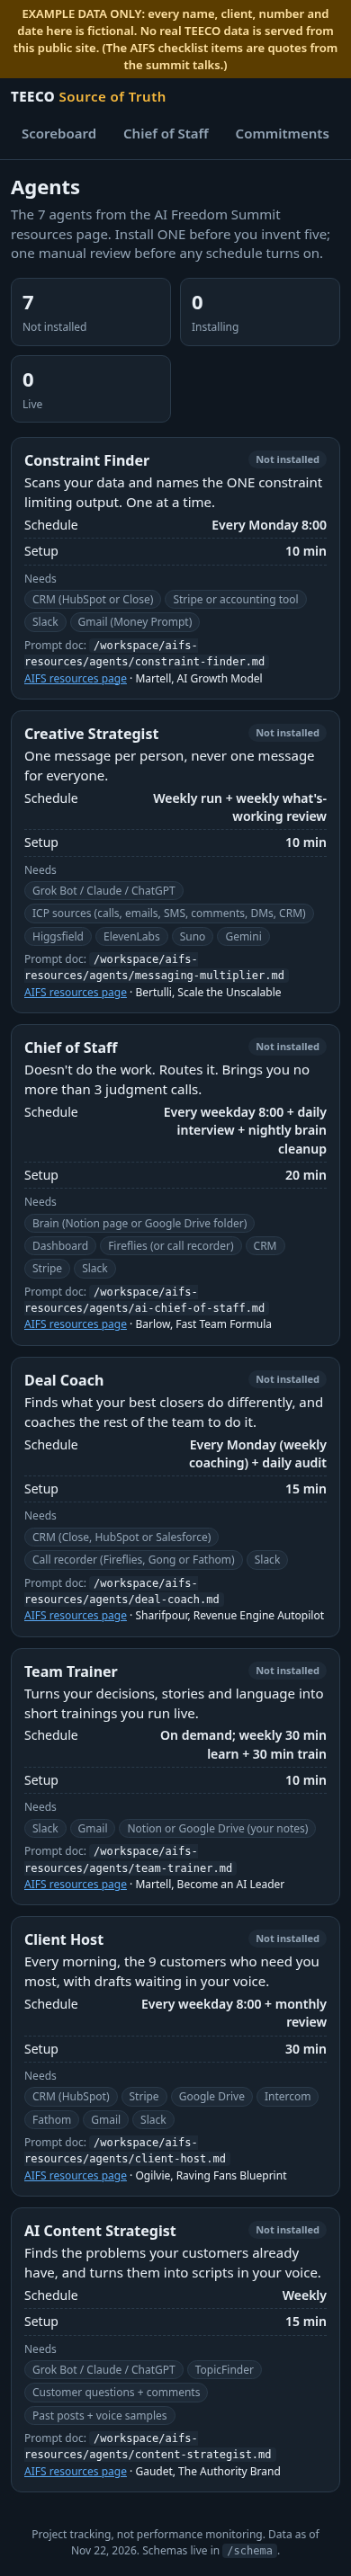 EXAMPLE DATA ONLY: every name, client, number and
date here is fictional. No real TEECO data is served from
this public site. (The AIFS checklist items are quotes from
the summit talks.)
TEECO Source of Truth
Scoreboard Chief of Staff Commitments
Agents
The 7 agents from the AI Freedom Summit
resources page. Install ONE before you invent five;
one manual review before any schedule turns on.
7
Not installed
0
Installing
0
Live
Constraint Finder Not installed
Scans your data and names the ONE constraint
limiting output. One at a time.
Schedule Every Monday 8:00
Setup 10 min
Needs
CRM (HubSpot or Close) Stripe or accounting tool
Slack Gmail (Money Prompt)
Prompt doc: /workspace/aifs-
resources/agents/constraint-finder.md
AIFS resources page · Martell, AI Growth Model
Creative Strategist Not installed
One message per person, never one message
for everyone.
Schedule Weekly run + weekly what's-
working review
Setup 10 min
Needs
Grok Bot / Claude / ChatGPT
ICP sources (calls, emails, SMS, comments, DMs, CRM)
Higgsfield ElevenLabs Suno Gemini
Prompt doc: /workspace/aifs-
resources/agents/messaging-multiplier.md
AIFS resources page · Bertulli, Scale the Unscalable
Chief of Staff Not installed
Doesn't do the work. Routes it. Brings you no
more than 3 judgment calls.
Schedule Every weekday 8:00 + daily
interview + nightly brain
cleanup
Setup 20 min
Needs
Brain (Notion page or Google Drive folder)
Dashboard Fireflies (or call recorder) CRM
Stripe Slack
Prompt doc: /workspace/aifs-
resources/agents/ai-chief-of-staff.md
AIFS resources page · Barlow, Fast Team Formula
Deal Coach Not installed
Finds what your best closers do differently, and
coaches the rest of the team to do it.
Schedule Every Monday (weekly
coaching) + daily audit
Setup 15 min
Needs
CRM (Close, HubSpot or Salesforce)
Call recorder (Fireflies, Gong or Fathom) Slack
Prompt doc: /workspace/aifs-
resources/agents/deal-coach.md
AIFS resources page · Sharifpour, Revenue Engine Autopilot
Team Trainer Not installed
Turns your decisions, stories and language into
short trainings you run live.
Schedule On demand; weekly 30 min
learn + 30 min train
Setup 10 min
Needs
Slack Gmail Notion or Google Drive (your notes)
Prompt doc: /workspace/aifs-
resources/agents/team-trainer.md
AIFS resources page · Martell, Become an AI Leader
Client Host Not installed
Every morning, the 9 customers who need you
most, with drafts waiting in your voice.
Schedule Every weekday 8:00 + monthly
review
Setup 30 min
Needs
CRM (HubSpot) Stripe Google Drive Intercom
Fathom Gmail Slack
Prompt doc: /workspace/aifs-
resources/agents/client-host.md
AIFS resources page · Ogilvie, Raving Fans Blueprint
AI Content Strategist Not installed
Finds the problems your customers already
have, and turns them into scripts in your voice.
Schedule Weekly
Setup 15 min
Needs
Grok Bot / Claude / ChatGPT TopicFinder
Customer questions + comments
Past posts + voice samples
Prompt doc: /workspace/aifs-
resources/agents/content-strategist.md
AIFS resources page · Gaudet, The Authority Brand
Project tracking, not performance monitoring. Data as of
Nov 22, 2026. Schemas live in /schema.